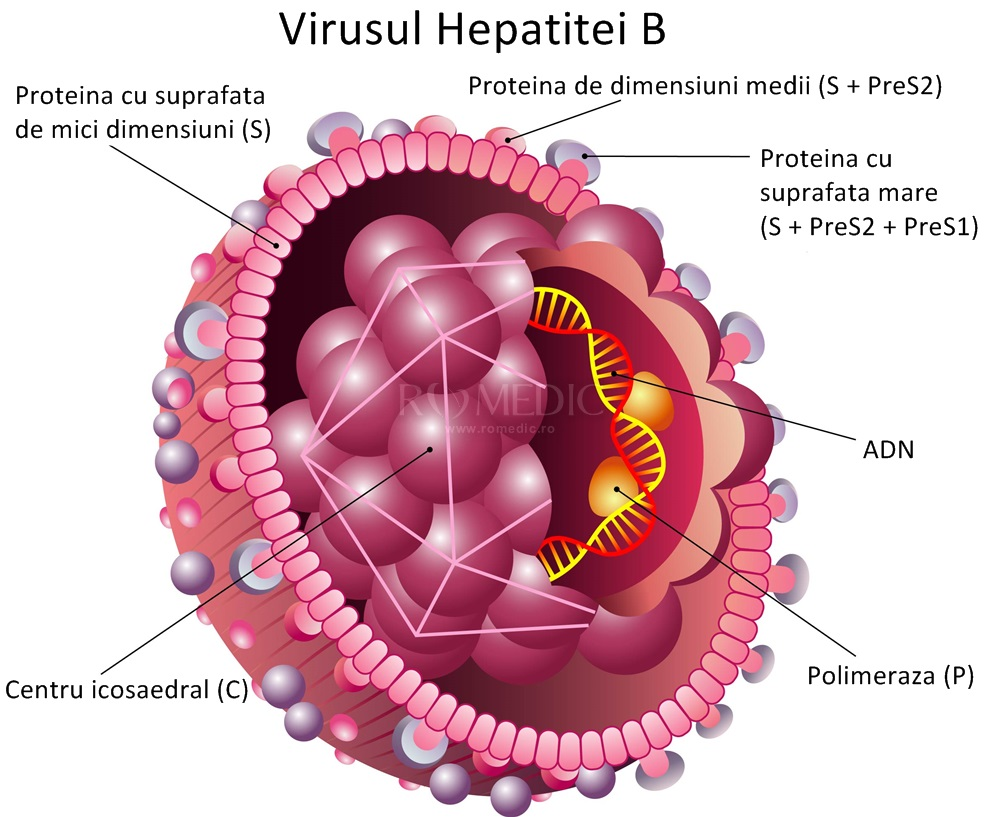 Virusul Hepatitei B
Proteina cu suprafata
de mici dimensiuni (S)
Proteina de dimensiuni medii (S + PreS2)
Proteina cu
suprafata mare
(S + PreS2 + PreS1)
ROMEDIC
www.romedic.ro
ADN
Centru icosaedral (C)
Polimeraza (P)